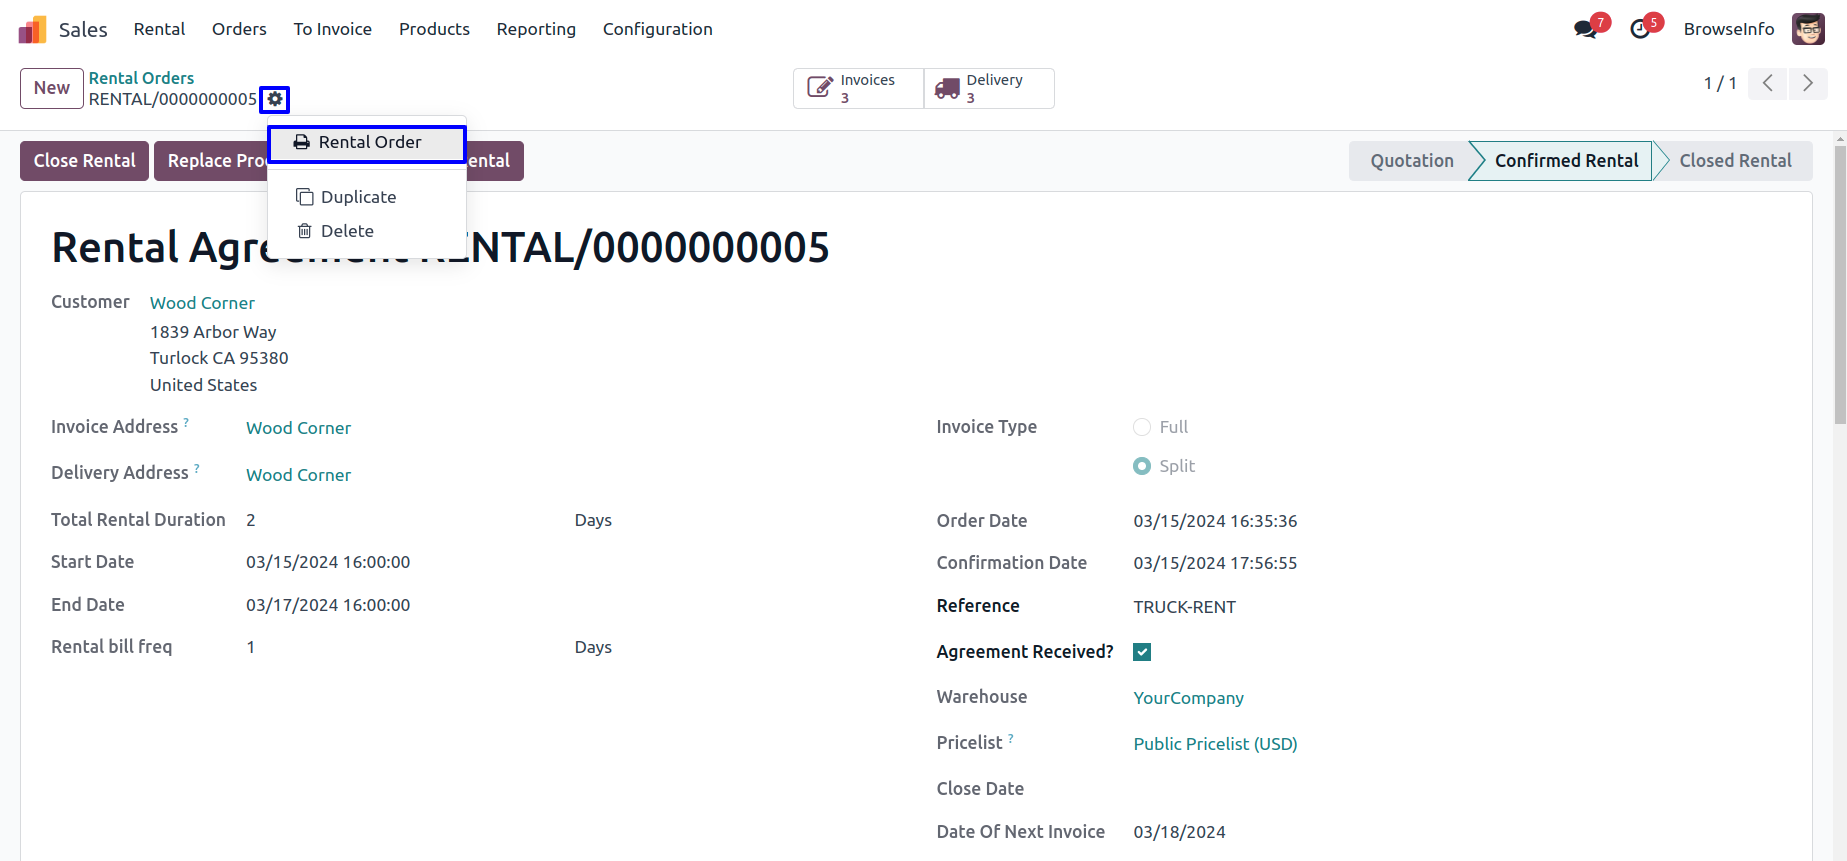 Sales Rental Orders To Invoice Products Reporting Configuration 7 5 BrowseInfo
New Rental Orders
RENTAL/0000000005
Invoices
3
Delivery
3
1 / 1
Rental Order
Duplicate
Delete
Close Rental Replace Pro ental
Quotation Confirmed Rental Closed Rental
Rental Agreement RENTAL/0000000005
Customer Wood Corner
1839 Arbor Way
Turlock CA 95380
United States
Invoice Address ? Wood Corner
Delivery Address ? Wood Corner
Total Rental Duration 2 Days
Start Date 03/15/2024 16:00:00
End Date 03/17/2024 16:00:00
Rental bill freq 1 Days
Invoice Type Full
Split
Order Date 03/15/2024 16:35:36
Confirmation Date 03/15/2024 17:56:55
Reference TRUCK-RENT
Agreement Received?
Warehouse YourCompany
Pricelist ? Public Pricelist (USD)
Close Date
Date Of Next Invoice 03/18/2024